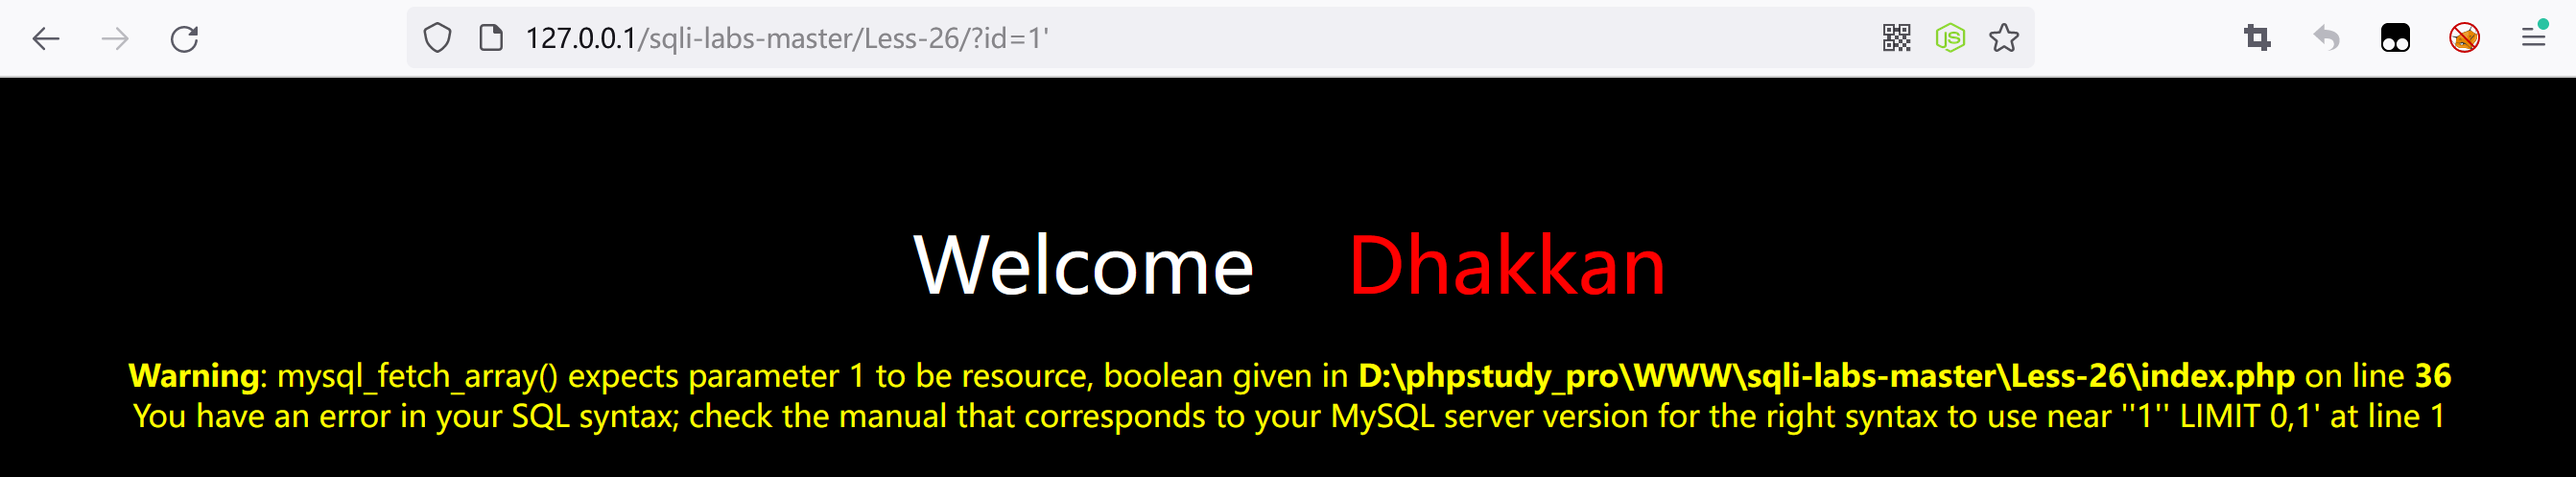 127.0.0.1/sqli-labs-master/Less-26/?id=1'
JS
Welcome Dhakkan
Warning: mysql_fetch_array() expects parameter 1 to be resource, boolean given in D:\phpstudy_pro\WWW\sqli-labs-master\Less-26\index.php on line 36
You have an error in your SQL syntax; check the manual that corresponds to your MySQL server version for the right syntax to use near ''1'' LIMIT 0,1' at line 1